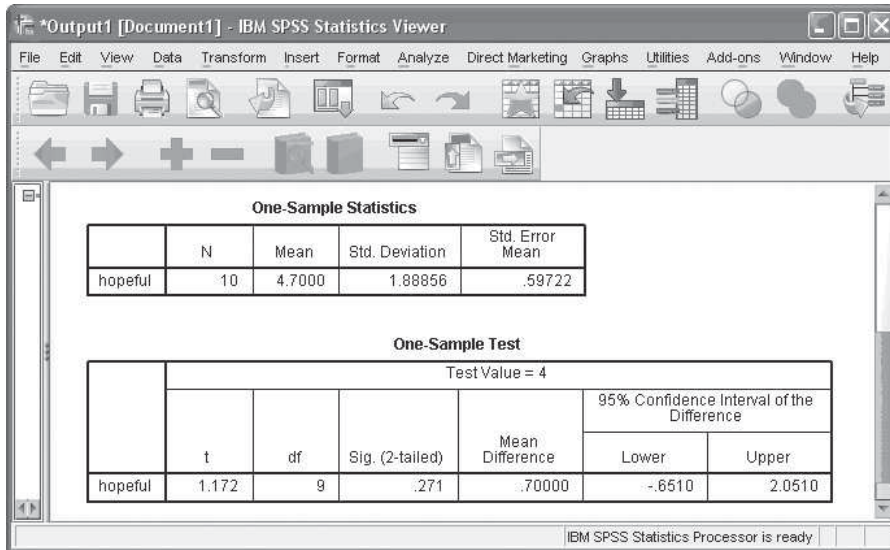 *Output1 [Document1] - IBM SPSS Statistics Viewer
File Edit View Data Transform Insert Format Analyze Direct Marketing Graphs Utilities Add-ons Window Help
One-Sample Statistics
N Mean Std. Deviation Std. Error Mean
hopeful 10 4.7000 1.88856 .59722
One-Sample Test
Test Value = 4
95% Confidence Interval of the Difference
t df Sig. (2-tailed) Mean Difference Lower Upper
hopeful 1.172 9 .271 .70000 -.6510 2.0510
IBM SPSS Statistics Processor is ready